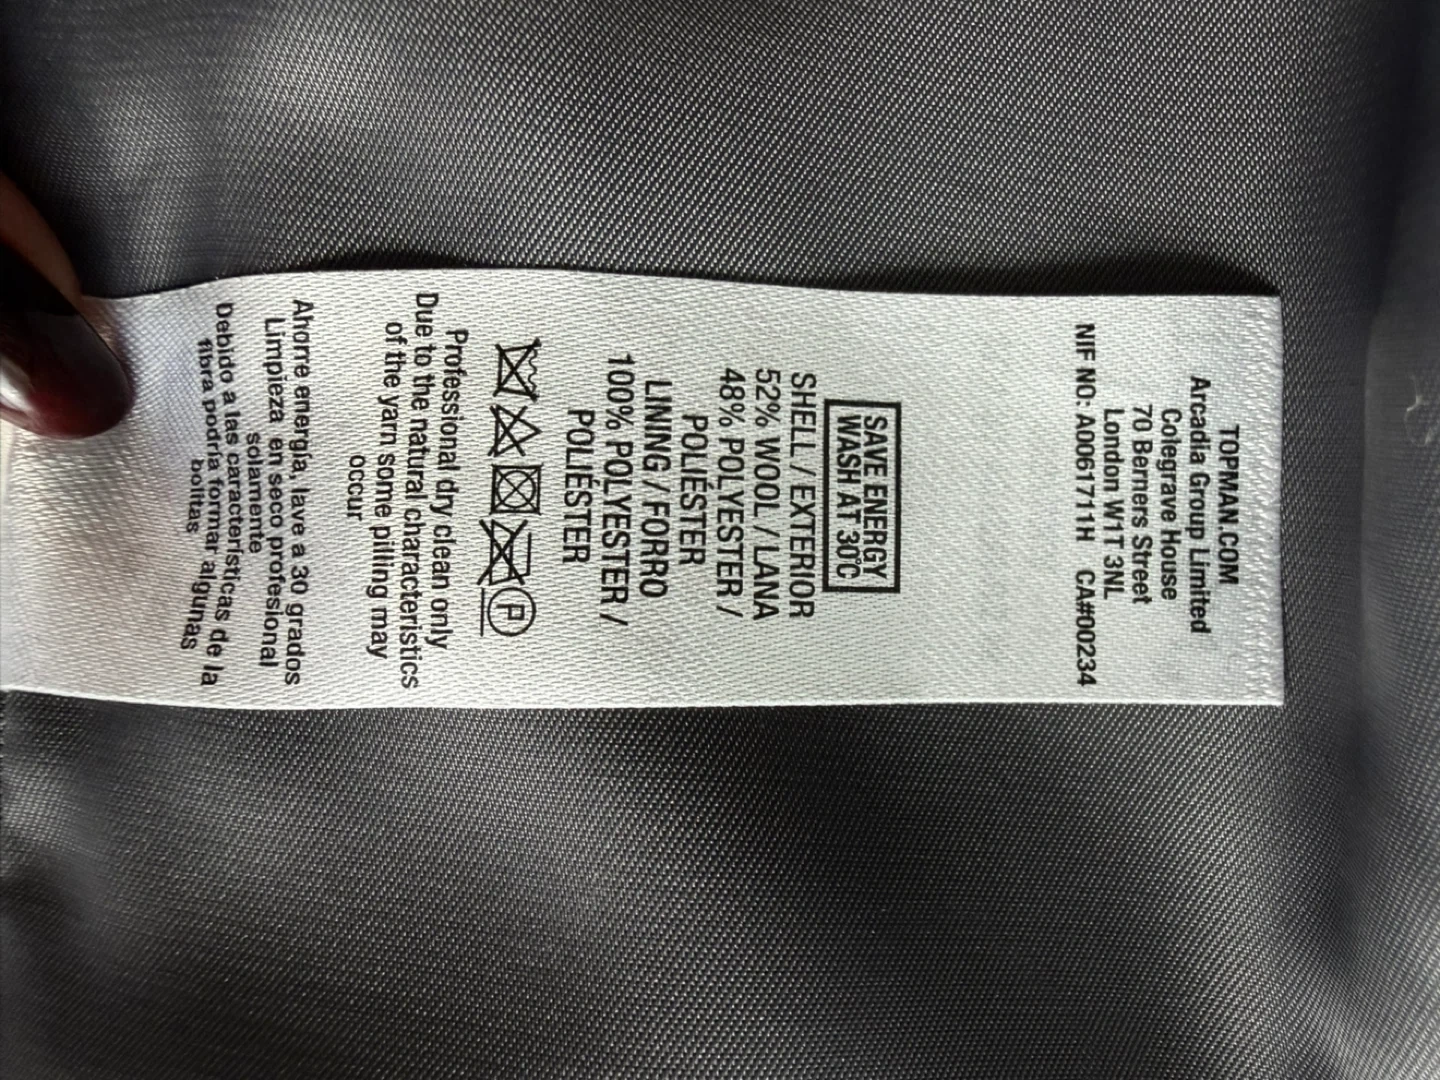 TOPMAN.COM
Arcadia Group Limited
Colegrave House
70 Berners Street
London W1T 3NL
NIF NO: A0061711H CA#00234
SAVE ENERGY
WASH AT 30°C
SHELL / EXTERIOR
52% WOOL / LANA
48% POLYESTER /
POLIÉSTER
LINING / FORRO
100% POLYESTER /
POLIÉSTER
P
Professional dry clean only
Due to the natural characteristics
of the yarn some pilling may
occur
Ahorre energía, lave a 30 grados
Limpieza en seco profesional
solamente
Debido a las características de la
fibra podría formar algunas
bolitas